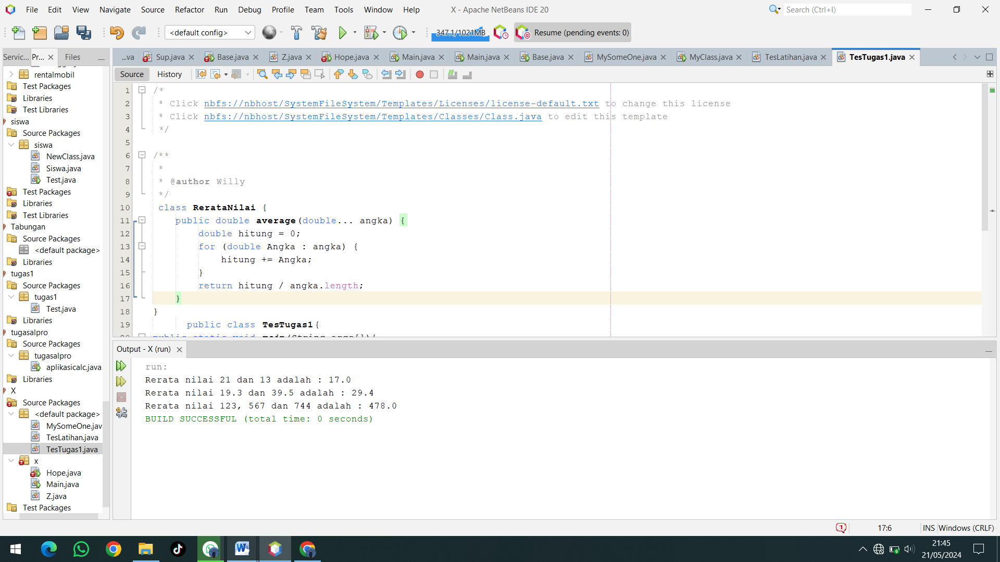 File Edit View Navigate Source Refactor Run Debug Profile Team Tools Window Help X - Apache NetBeans IDE 20 Search (Ctrl+I)
<default config> 347.1/1021MB Resume (pending events: 0)
Servic... Pr... Files
...va Sup.java Base.java Z.java Hope.java Main.java Main.java Base.java MySomeOne.java MyClass.java TesLatihan.java TesTugas1.java
Source History
rentalmobil
Test Packages
Libraries
Test Libraries
siswa
Source Packages
siswa
NewClass.java
Siswa.java
Test.java
Test Packages
Libraries
Test Libraries
Tabungan
Source Packages
<default package>
Libraries
tugas1
Source Packages
tugas1
Test.java
Libraries
tugasalpro
Source Packages
tugasalpro
aplikasicalc.java
Libraries
X
Source Packages
<default package>
MySomeOne.jav
TesLatihan.java
TesTugas1.java
x
Hope.java
Main.java
Z.java
Test Packages
1 /*
2 * Click nbfs://nbhost/SystemFileSystem/Templates/Licenses/license-default.txt to change this license
3 * Click nbfs://nbhost/SystemFileSystem/Templates/Classes/Class.java to edit this template
4 */
5
6 /**
7 *
8 * @author Willy
9 */
10 class RerataNilai {
11 public double average(double... angka) {
12 double hitung = 0;
13 for (double Angka : angka) {
14 hitung += Angka;
15 }
16 return hitung / angka.length;
17 }
18 }
19 public class TesTugas1{
20 public static void main(String args[]){
Output - X (run)
run:
Rerata nilai 21 dan 13 adalah : 17.0
Rerata nilai 19.3 dan 39.5 adalah : 29.4
Rerata nilai 123, 567 dan 744 adalah : 478.0
BUILD SUCCESSFUL (total time: 0 seconds)
1 17:6 INS Windows (CRLF)
21:45
21/05/2024